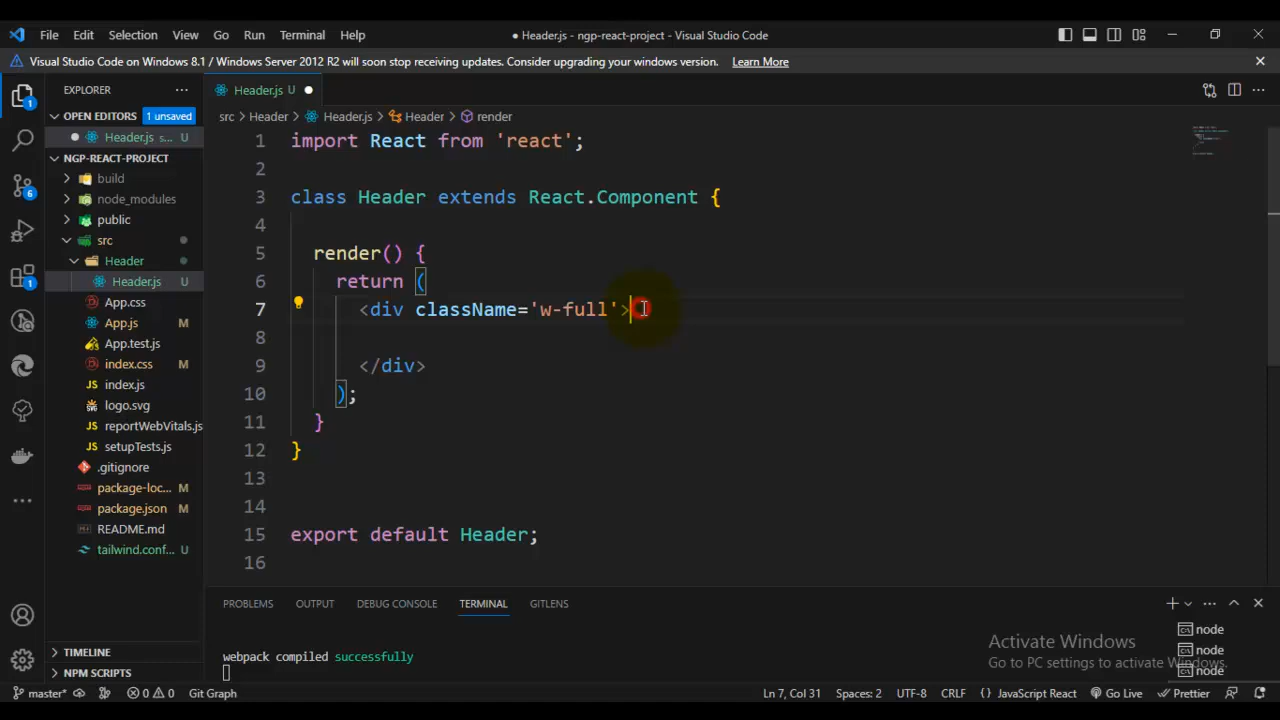 File Edit Selection View Go Run Terminal Help
● Header.js - ngp-react-project - Visual Studio Code
Visual Studio Code on Windows 8.1 / Windows Server 2012 R2 will soon stop receiving updates. Consider upgrading your windows version. Learn More
EXPLORER
OPEN EDITORS 1 unsaved
Header.js s... U
NGP-REACT-PROJECT
build
node_modules
public
src
Header
Header.js U
App.css
App.js M
App.test.js
index.css M
index.js
logo.svg
reportWebVitals.js
setupTests.js
.gitignore
package-loc... M
package.json M
README.md
tailwind.conf... U
TIMELINE
NPM SCRIPTS
Header.js U
src > Header > Header.js > Header > render
1 import React from 'react';
2
3 class Header extends React.Component {
4
5 render() {
6 return (
7 <div className='w-full'>
8
9 </div>
10 );
11 }
12 }
13
14
15 export default Header;
16
PROBLEMS OUTPUT DEBUG CONSOLE TERMINAL GITLENS
webpack compiled successfully
node
node
node
Activate Windows
Go to PC settings to activate Windows.
master* 0 0 Git Graph Ln 7, Col 31 Spaces: 2 UTF-8 CRLF {} JavaScript React Go Live Prettier